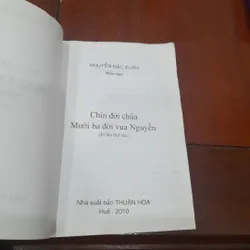 NGUYỄN ĐẮC XUÂN
Chín đời chúa
Mười ba đời vua Nguyễn
Nhà xuất bản THUẬN HÓA
Huế - 2010